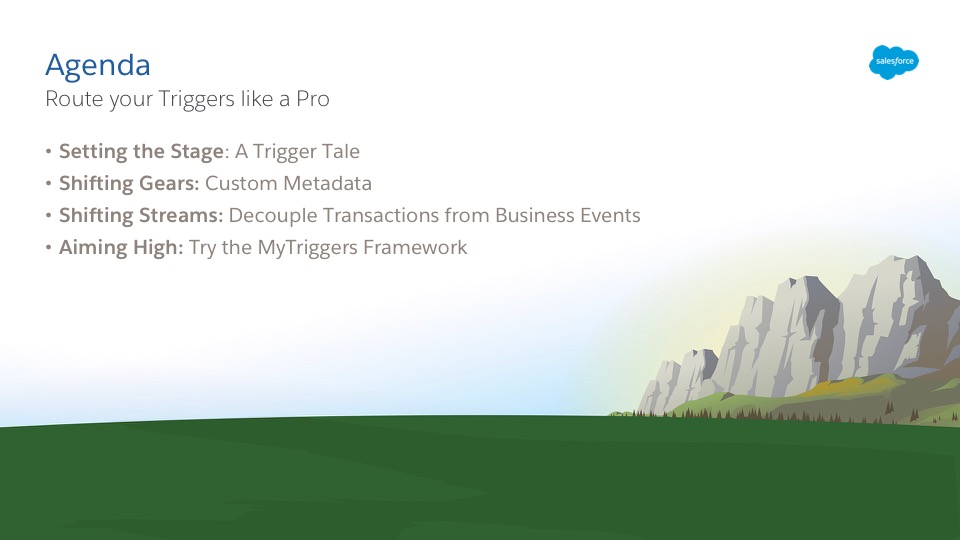 Agenda
salesforce
Route your Triggers like a Pro
• Setting the Stage: A Trigger Tale
• Shifting Gears: Custom Metadata
• Shifting Streams: Decouple Transactions from Business Events
• Aiming High: Try the MyTriggers Framework